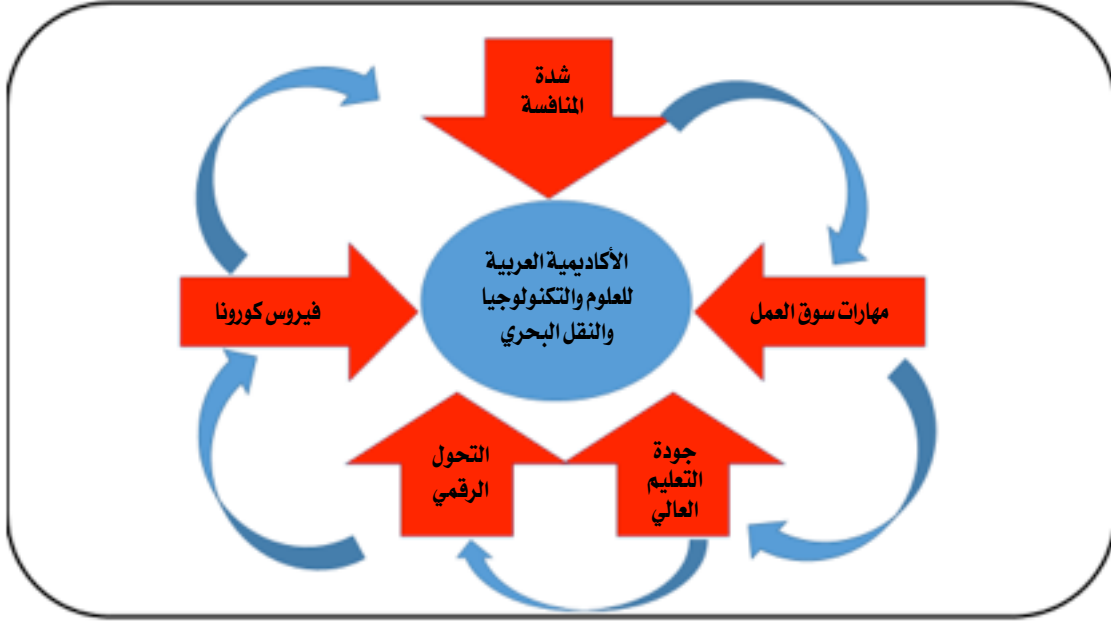 شدة
المنافسة
الأكاديمية العربية
للعلوم والتكنولوجيا
والنقل البحري
مهارات سوق العمل
فيروس كورونا
جودة
التعليم
العالي
التحول
الرقمي